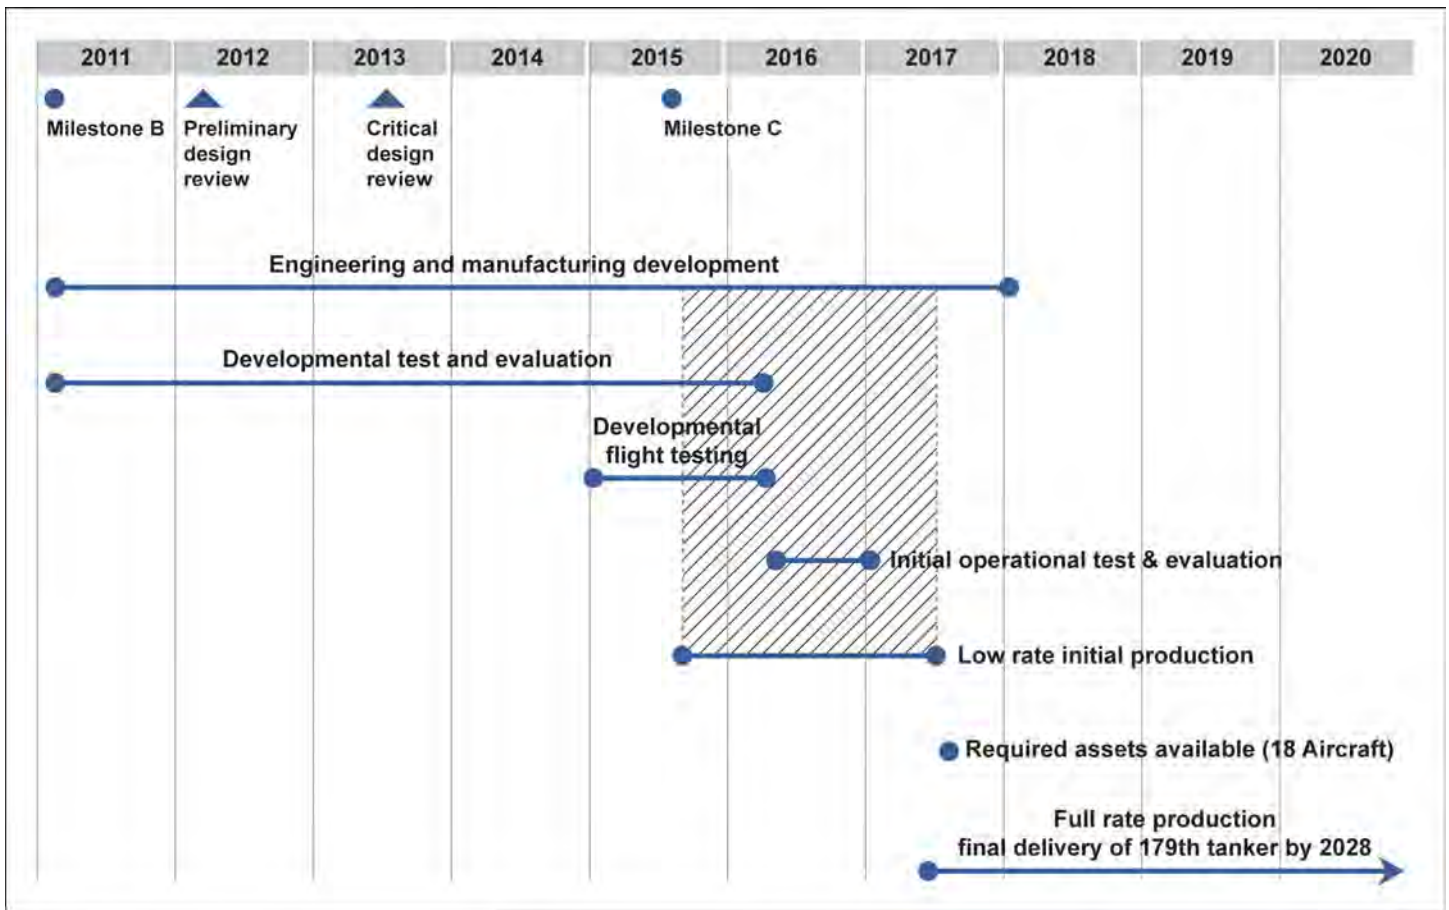 2011 2012 2013 2014 2015 2016 2017 2018 2019 2020
Milestone B
Preliminary
design
review
Critical
design
review
Milestone C
Engineering and manufacturing development
Developmental test and evaluation
Developmental
flight testing
Initial operational test & evaluation
Low rate initial production
Required assets available (18 Aircraft)
Full rate production
final delivery of 179th tanker by 2028